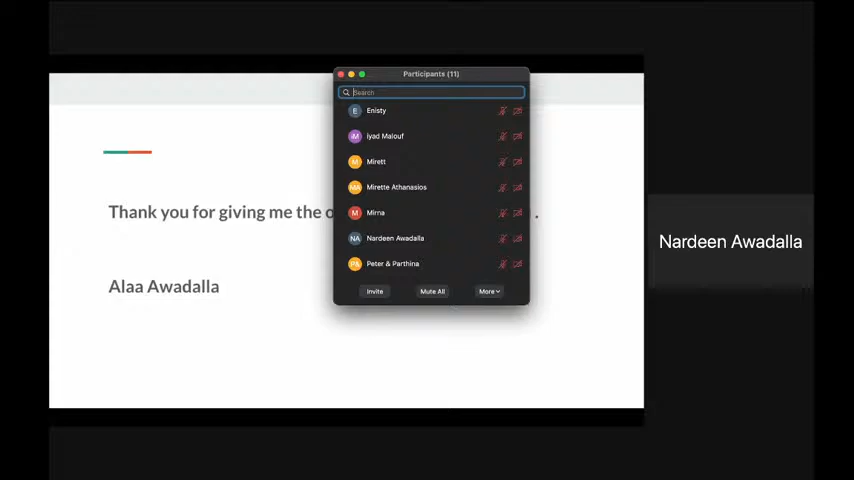 Participants (11)
Search
E Enisty
iM iyad Malouf
M Mirett
MA Mirette Athanasios
M Mirna
NA Nardeen Awadalla
PA Peter & Parthina
Invite Mute All More
Thank you for giving me the
.
Alaa Awadalla
Nardeen Awadalla